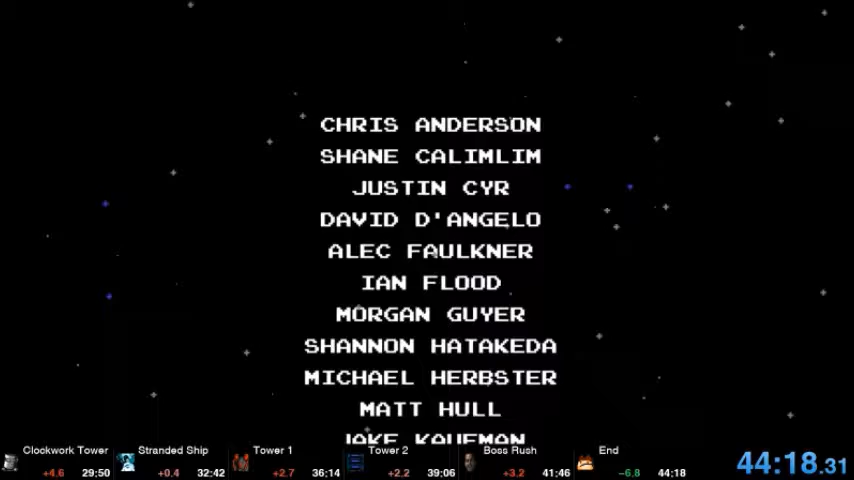 CHRIS ANDERSON
SHANE CALIMLIM
JUSTIN CYR
DAVID D'ANGELO
ALEC FAULKNER
IAN FLOOD
MORGAN GUYER
SHANNON HATAKEDA
MICHAEL HERBSTER
MATT HULL
JAKE KAUFMAN
Clockwork Tower Stranded Ship Tower 1 Tower 2 Boss Rush End
+4.6 29:50 +0.4 32:42 +2.7 36:14 +2.2 39:06 +3.2 41:46 -6.8 44:18
44:18.31